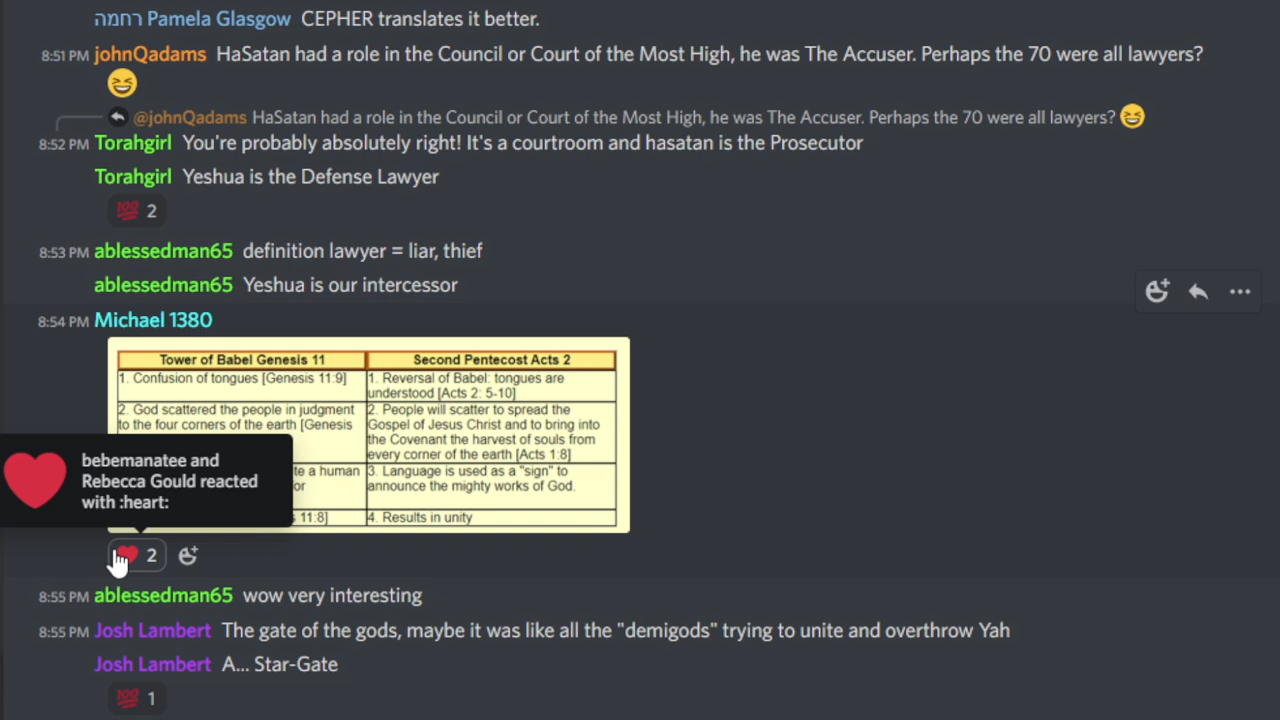 רחמה Pamela Glasgow CEPHER translates it better.
8:51 PM johnQadams HaSatan had a role in the Council or Court of the Most High, he was The Accuser. Perhaps the 70 were all lawyers?
😆
@johnQadams HaSatan had a role in the Council or Court of the Most High, he was The Accuser. Perhaps the 70 were all lawyers? 😆
8:52 PM Torahgirl You're probably absolutely right! It's a courtroom and hasatan is the Prosecutor
Torahgirl Yeshua is the Defense Lawyer
💯 2
8:53 PM ablessedman65 definition lawyer = liar, thief
ablessedman65 Yeshua is our intercessor
8:54 PM Michael 1380
Tower of Babel Genesis 11
1. Confusion of tongues [Genesis 11:9]
2. God scattered the people in judgment
to the four corners of the earth [Genesis
te a human
or
11:8]
Second Pentecost Acts 2
1. Reversal of Babel: tongues are
understood [Acts 2: 5-10]
2. People will scatter to spread the
Gospel of Jesus Christ and to bring into
the Covenant the harvest of souls from
every corner of the earth [Acts 1:8]
3. Language is used as a "sign" to
announce the mighty works of God.
4. Results in unity
bebemanatee and
Rebecca Gould reacted
with :heart:
2
8:55 PM ablessedman65 wow very interesting
8:55 PM Josh Lambert The gate of the gods, maybe it was like all the "demigods" trying to unite and overthrow Yah
Josh Lambert A... Star-Gate
💯 1